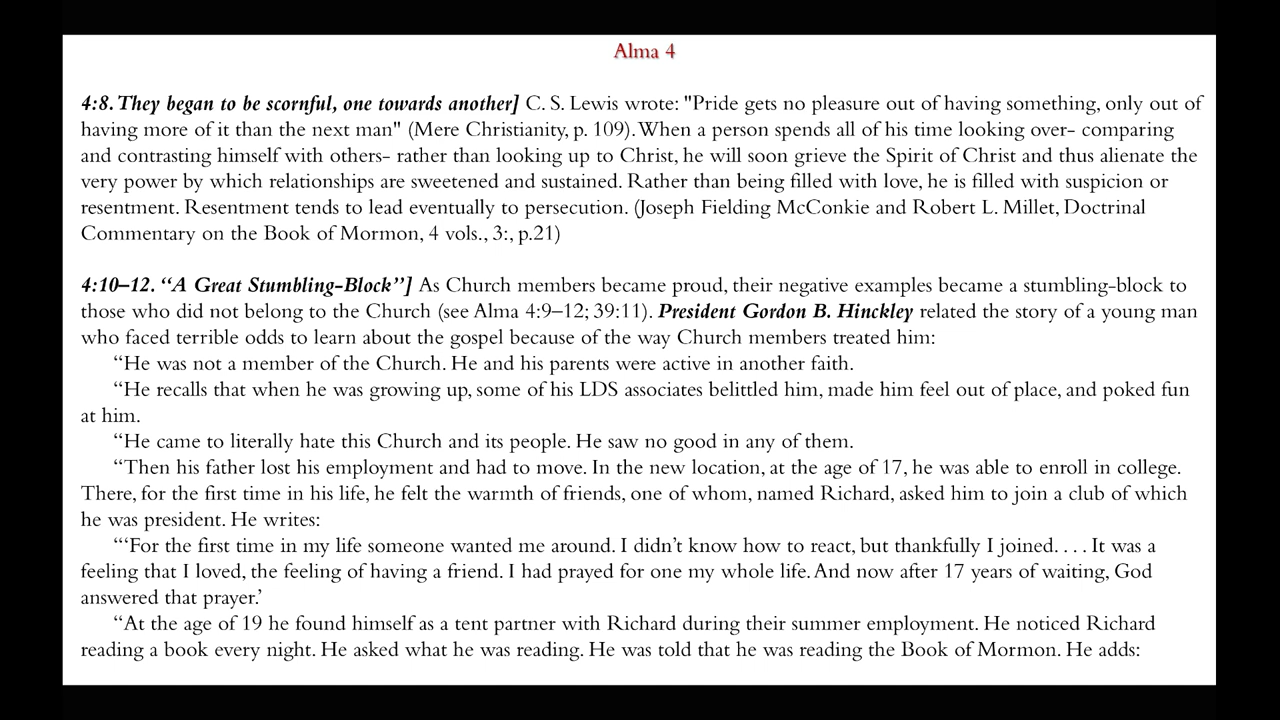 Alma 4
4:8. They began to be scornful, one towards another] C. S. Lewis wrote: "Pride gets no pleasure out of having something, only out of
having more of it than the next man" (Mere Christianity, p. 109). When a person spends all of his time looking over- comparing
and contrasting himself with others- rather than looking up to Christ, he will soon grieve the Spirit of Christ and thus alienate the
very power by which relationships are sweetened and sustained. Rather than being filled with love, he is filled with suspicion or
resentment. Resentment tends to lead eventually to persecution. (Joseph Fielding McConkie and Robert L. Millet, Doctrinal
Commentary on the Book of Mormon, 4 vols., 3:, p.21)
4:10–12. “A Great Stumbling-Block”] As Church members became proud, their negative examples became a stumbling-block to
those who did not belong to the Church (see Alma 4:9–12; 39:11). President Gordon B. Hinckley related the story of a young man
who faced terrible odds to learn about the gospel because of the way Church members treated him:
“He was not a member of the Church. He and his parents were active in another faith.
“He recalls that when he was growing up, some of his LDS associates belittled him, made him feel out of place, and poked fun
at him.
“He came to literally hate this Church and its people. He saw no good in any of them.
“Then his father lost his employment and had to move. In the new location, at the age of 17, he was able to enroll in college.
There, for the first time in his life, he felt the warmth of friends, one of whom, named Richard, asked him to join a club of which
he was president. He writes:
“‘For the first time in my life someone wanted me around. I didn’t know how to react, but thankfully I joined. . . . It was a
feeling that I loved, the feeling of having a friend. I had prayed for one my whole life. And now after 17 years of waiting, God
answered that prayer.’
“At the age of 19 he found himself as a tent partner with Richard during their summer employment. He noticed Richard
reading a book every night. He asked what he was reading. He was told that he was reading the Book of Mormon. He adds: